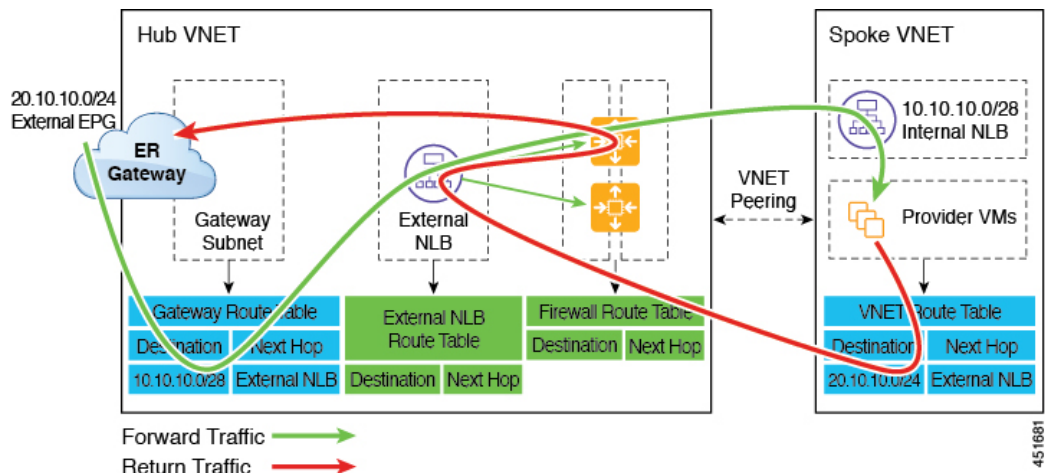 Hub VNET
Spoke VNET
20.10.10.0/24
External EPG
ER
Gateway
Gateway
Subnet
External
NLB
VNET
Peering
10.10.10.0/28
Internal NLB
Provider VMs
Gateway Route Table
Destination
Next Hop
10.10.10.0/28
External NLB
External NLB
Route Table
Destination
Next Hop
Firewall Route Table
Destination
Next Hop
VNET Route Table
Destination
Next Hop
20.10.10.0/24
External NLB
Forward Traffic
Return Traffic
451681